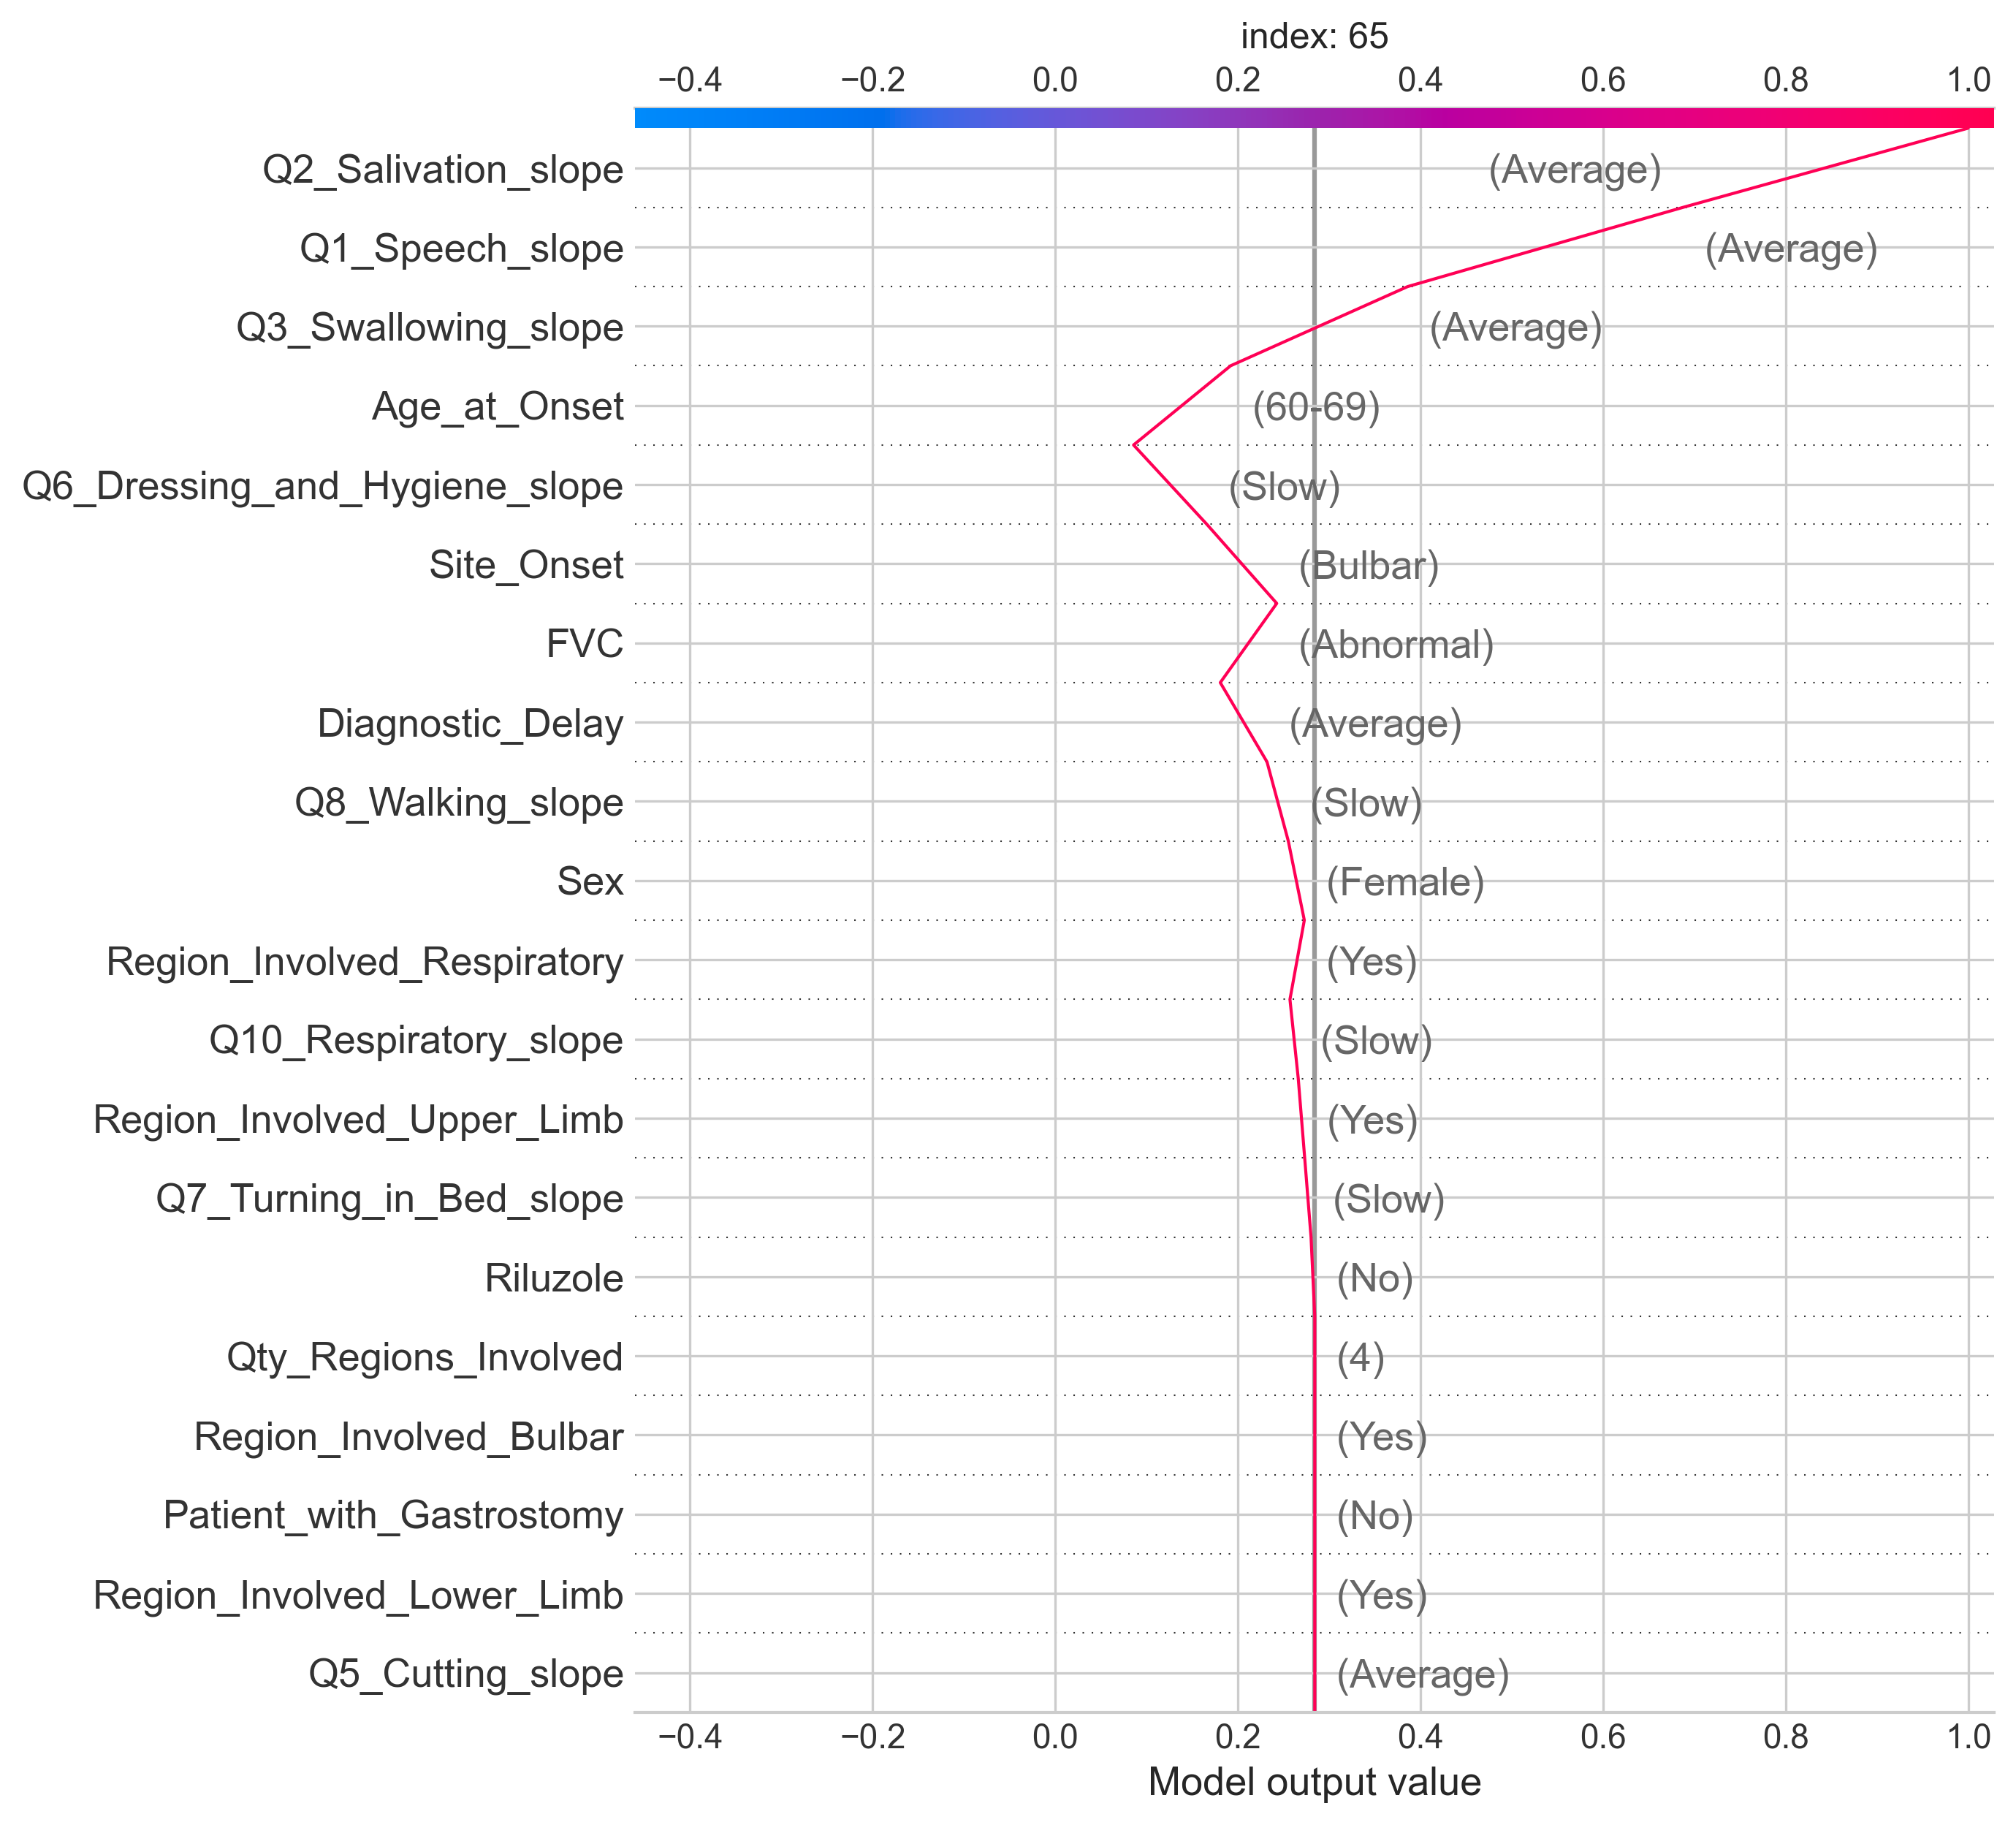 index: 65
−0.4 −0.2 0.0 0.2 0.4 0.6 0.8 1.0
Q2_Salivation_slope (Average)
Q1_Speech_slope (Average)
Q3_Swallowing_slope (Average)
Age_at_Onset (60-69)
Q6_Dressing_and_Hygiene_slope (Slow)
Site_Onset (Bulbar)
FVC (Abnormal)
Diagnostic_Delay (Average)
Q8_Walking_slope (Slow)
Sex (Female)
Region_Involved_Respiratory (Yes)
Q10_Respiratory_slope (Slow)
Region_Involved_Upper_Limb (Yes)
Q7_Turning_in_Bed_slope (Slow)
Riluzole (No)
Qty_Regions_Involved (4)
Region_Involved_Bulbar (Yes)
Patient_with_Gastrostomy (No)
Region_Involved_Lower_Limb (Yes)
Q5_Cutting_slope (Average)
−0.4 −0.2 0.0 0.2 0.4 0.6 0.8 1.0
Model output value